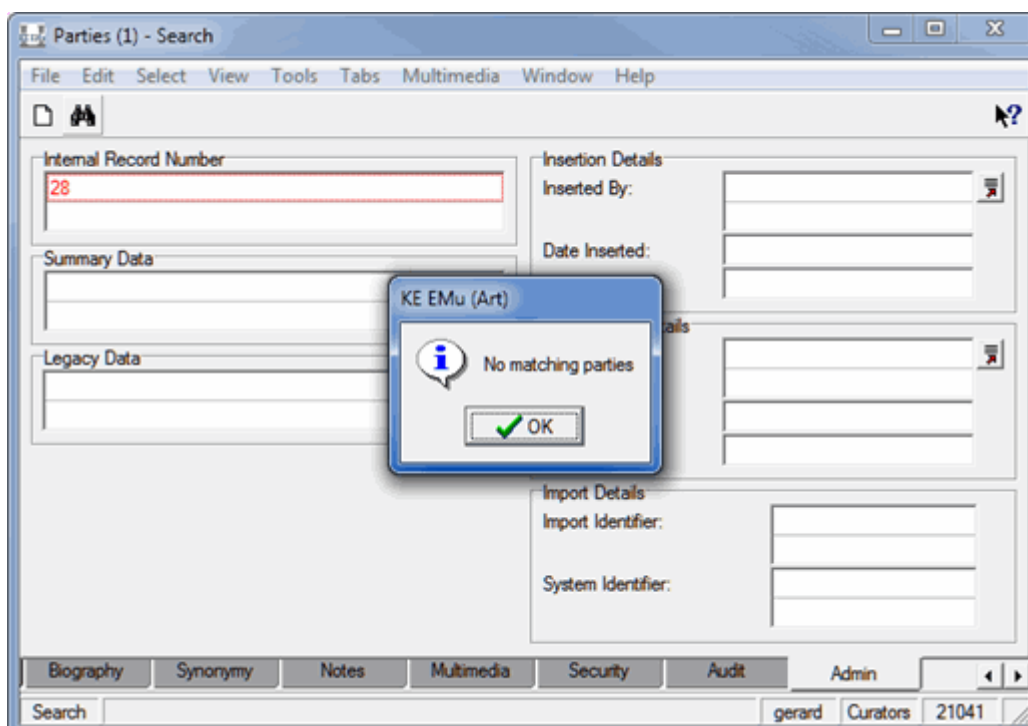 Parties (1) - Search
File Edit Select View Tools Tabs Multimedia Window Help
Internal Record Number
28
Summary Data
Legacy Data
Insertion Details
Inserted By:
Date Inserted:
ails
Import Details
Import Identifier:
System Identifier:
KE EMu (Art)
No matching parties
OK
Biography Synonymy Notes Multimedia Security Audit Admin
Search gerard Curators 21041